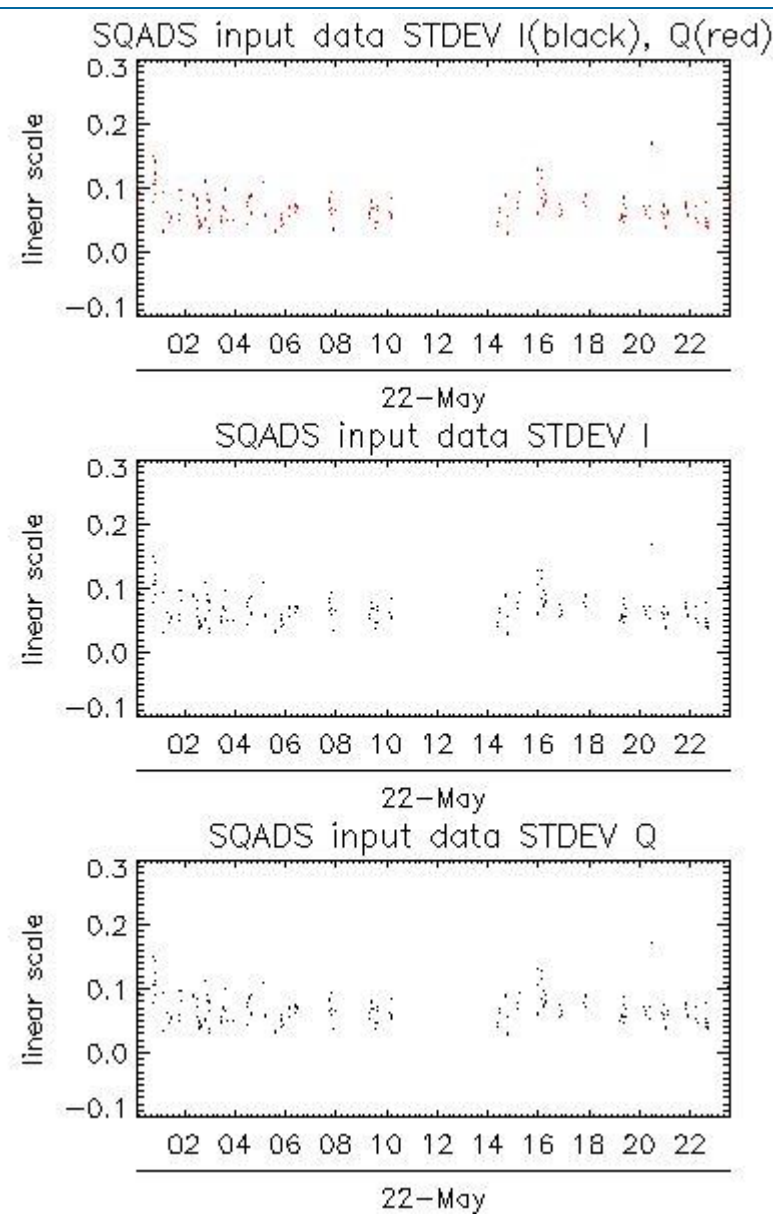 SQADS input data STDEV I(black), Q(red)
0.3
0.2
0.1
0.0
−0.1
linear scale
02 04 06 08 10 12 14 16 18 20 22
22−May
SQADS input data STDEV I
0.3
0.2
0.1
0.0
−0.1
linear scale
02 04 06 08 10 12 14 16 18 20 22
22−May
SQADS input data STDEV Q
0.3
0.2
0.1
0.0
−0.1
linear scale
02 04 06 08 10 12 14 16 18 20 22
22−May